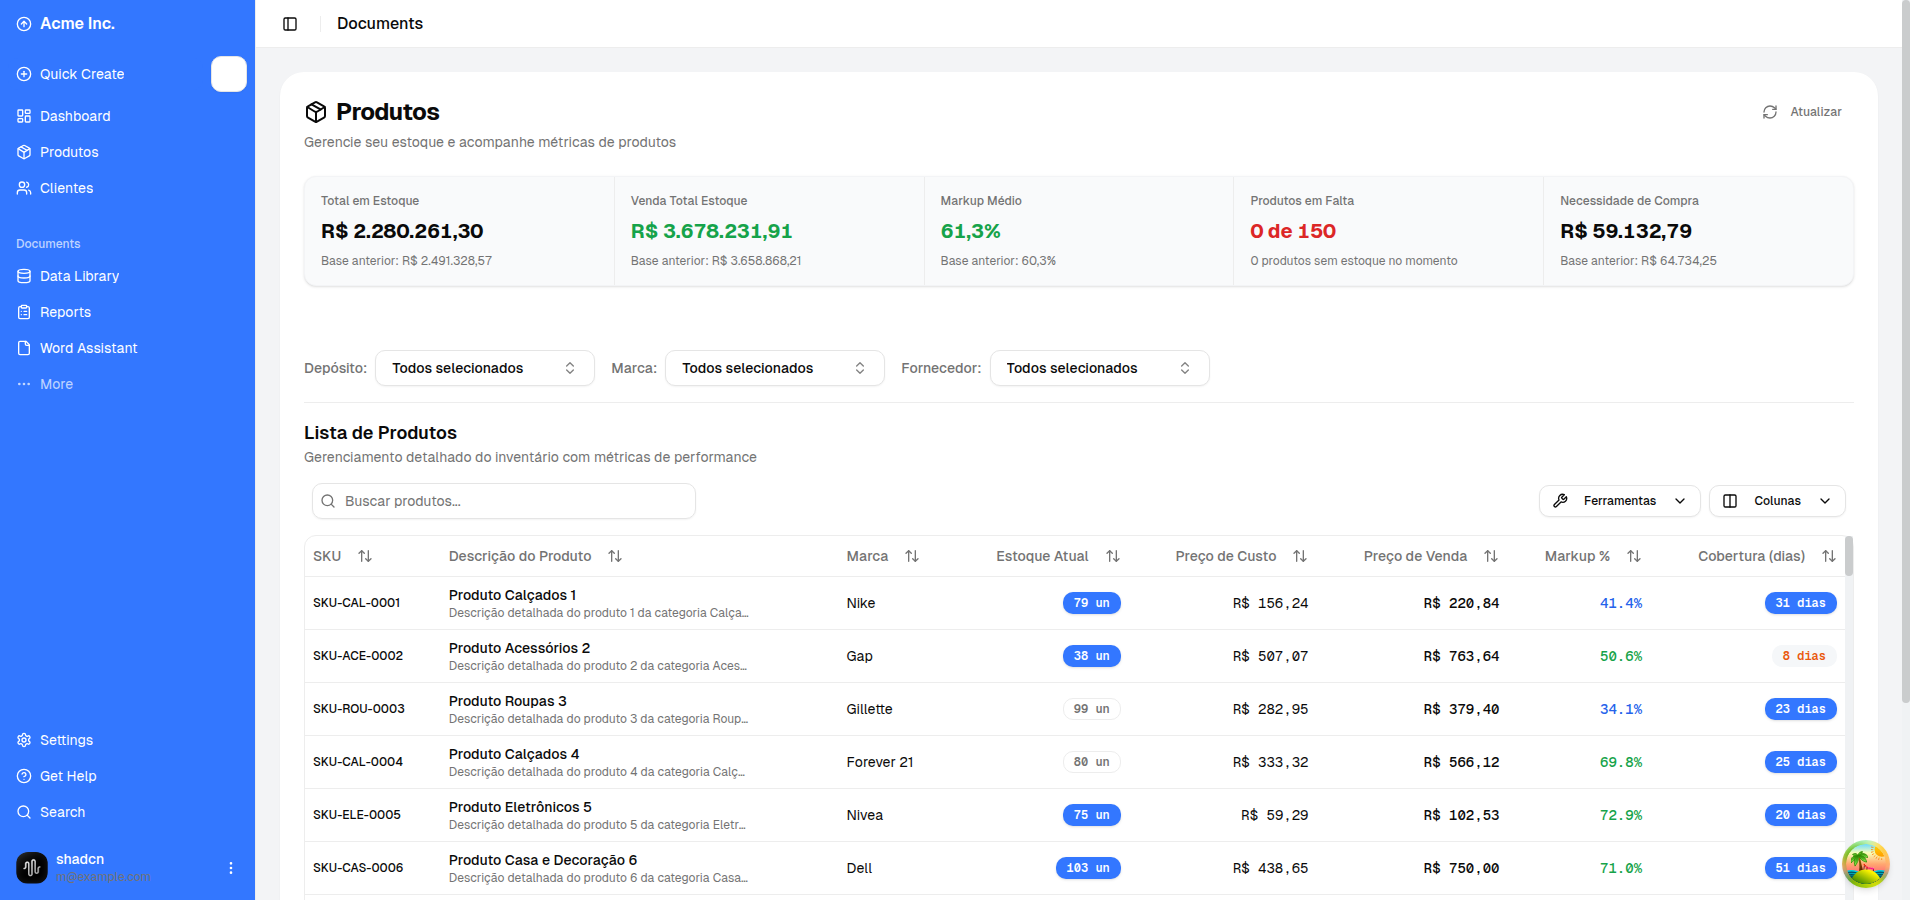 Acme Inc.
Quick Create
Dashboard
Produtos
Clientes
Documents
Data Library
Reports
Word Assistant
More
Settings
Get Help
Search
shadcn
m@example.com
Documents
Produtos
Atualizar
Gerencie seu estoque e acompanhe métricas de produtos
Total em Estoque
R$ 2.280.261,30
Base anterior: R$ 2.491.328,57
Venda Total Estoque
R$ 3.678.231,91
Base anterior: R$ 3.658.868,21
Markup Médio
61,3%
Base anterior: 60,3%
Produtos em Falta
0 de 150
0 produtos sem estoque no momento
Necessidade de Compra
R$ 59.132,79
Base anterior: R$ 64.734,25
Depósito: Todos selecionados Marca: Todos selecionados Fornecedor: Todos selecionados
Lista de Produtos
Gerenciamento detalhado do inventário com métricas de performance
Buscar produtos... Ferramentas Colunas
SKU Descrição do Produto Marca Estoque Atual Preço de Custo Preço de Venda Markup % Cobertura (dias)
SKU-CAL-0001 Produto Calçados 1 Nike 79 un R$ 156,24 R$ 220,84 41.4% 31 dias
Descrição detalhada do produto 1 da categoria Calça...
SKU-ACE-0002 Produto Acessórios 2 Gap 38 un R$ 507,07 R$ 763,64 50.6% 8 dias
Descrição detalhada do produto 2 da categoria Aces...
SKU-ROU-0003 Produto Roupas 3 Gillette 99 un R$ 282,95 R$ 379,40 34.1% 23 dias
Descrição detalhada do produto 3 da categoria Roup...
SKU-CAL-0004 Produto Calçados 4 Forever 21 80 un R$ 333,32 R$ 566,12 69.8% 25 dias
Descrição detalhada do produto 4 da categoria Calç...
SKU-ELE-0005 Produto Eletrônicos 5 Nivea 75 un R$ 59,29 R$ 102,53 72.9% 20 dias
Descrição detalhada do produto 5 da categoria Eletr...
SKU-CAS-0006 Produto Casa e Decoração 6 Dell 103 un R$ 438,65 R$ 750,00 71.0% 51 dias
Descrição detalhada do produto 6 da categoria Casa...